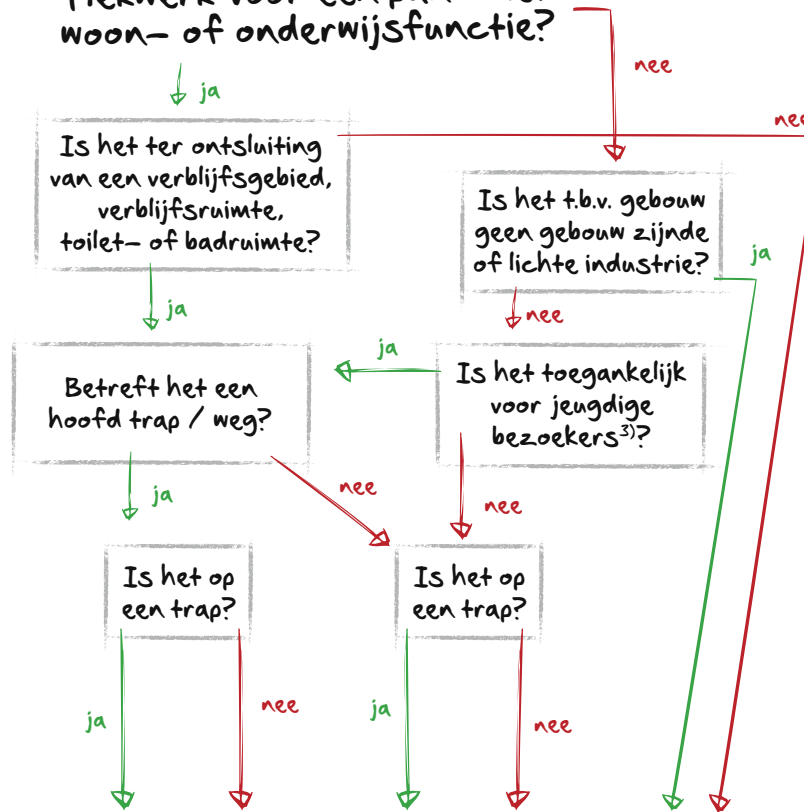 voor een
woon- of onderwijsfunctie?
nee
ja
nee
Is het ter ontsluiting
van een verblijfsgebied,
verblijfsruimte,
toilet- of badruimte?
Is het t.b.v. gebouw
geen gebouw zijnde
of lichte industrie?
ja
ja
nee
ja
Betreft het een
hoofd trap / weg?
Is het toegankelijk
voor jeugdige
bezoekers³⁾?
ja
nee
nee
Is het op
een trap?
Is het op
een trap?
ja
nee
ja
nee